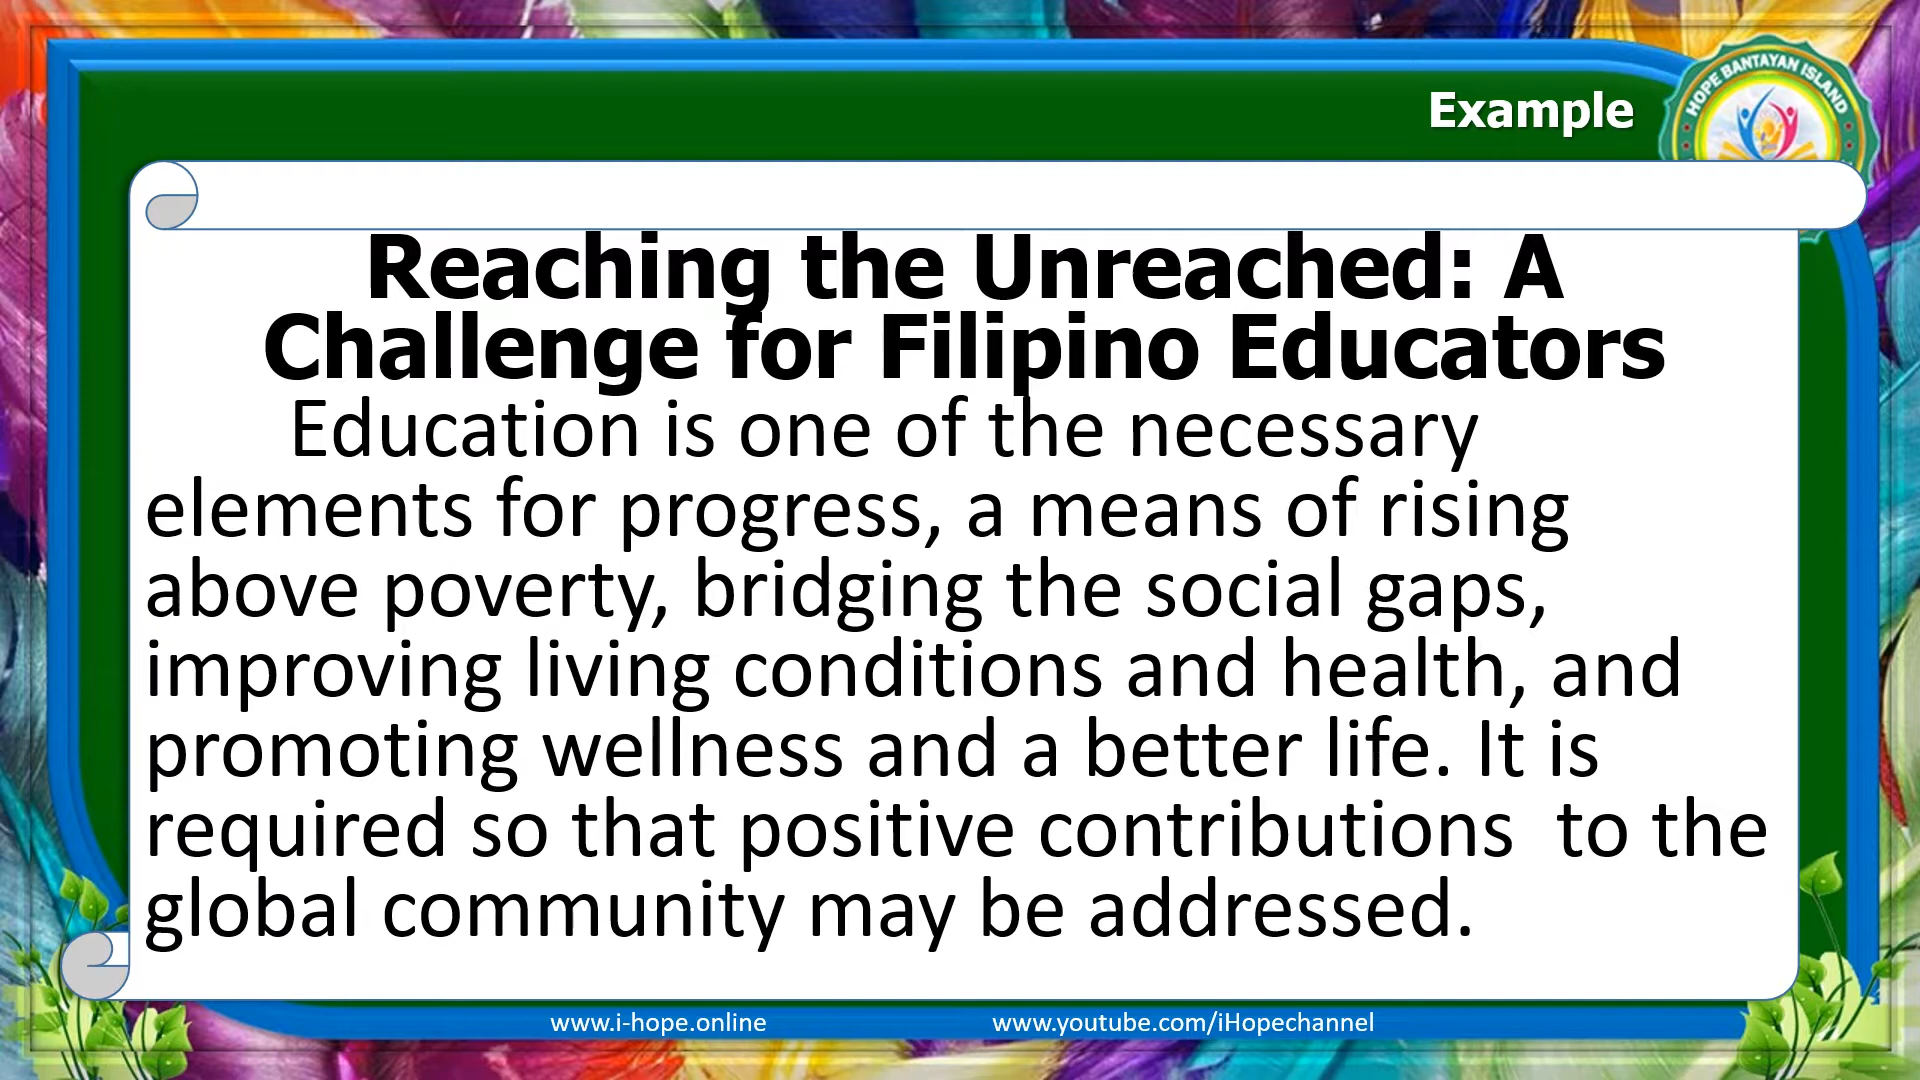 Example
HOPE BANTAYAN ISLAND
Reaching the Unreached: A
Challenge for Filipino Educators
Education is one of the necessary
elements for progress, a means of rising
above poverty, bridging the social gaps,
improving living conditions and health, and
promoting wellness and a better life. It is
required so that positive contributions  to the
global community may be addressed.
www.i-hope.online
www.youtube.com/iHopechannel